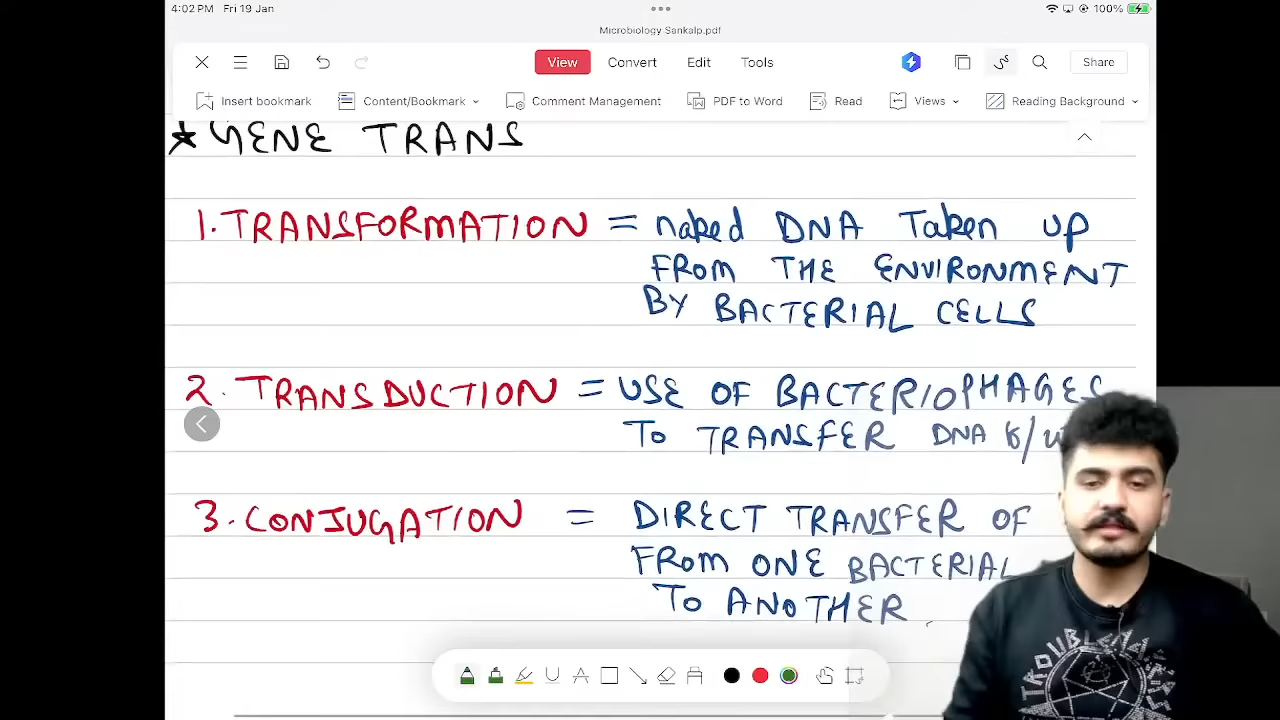 4:02 PM Fri 19 Jan
100%
Microbiology Sankalp.pdf
View Convert Edit Tools Share
Insert bookmark Content/Bookmark Comment Management PDF to Word Read Views Reading Background
★ GENE TRANS
1. TRANSFORMATION = naked DNA Taken up
FROM THE ENVIRONMENT
BY BACTERIAL CELLS
2. TRANSDUCTION = USE OF BACTERIOPHAGES
TO TRANSFER DNA b/w
3. CONJUGATION = DIRECT TRANSFER OF
FROM ONE BACTERIAL
TO ANOTHER
TROUBLEMAKERS